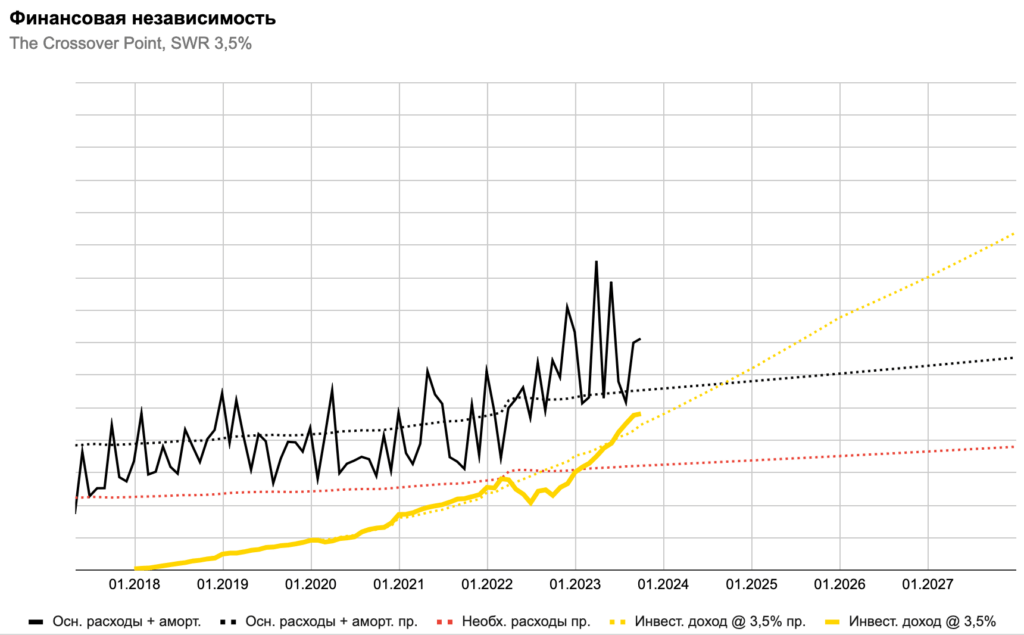 Финансовая независимость
The Crossover Point, SWR 3,5%
01.2018 01.2019 01.2020 01.2021 01.2022 01.2023 01.2024 01.2025 01.2026 01.2027
Осн. расходы + аморт. Осн. расходы + аморт. пр. Необх. расходы пр. Инвест. доход @ 3,5% пр. Инвест. доход @ 3,5%